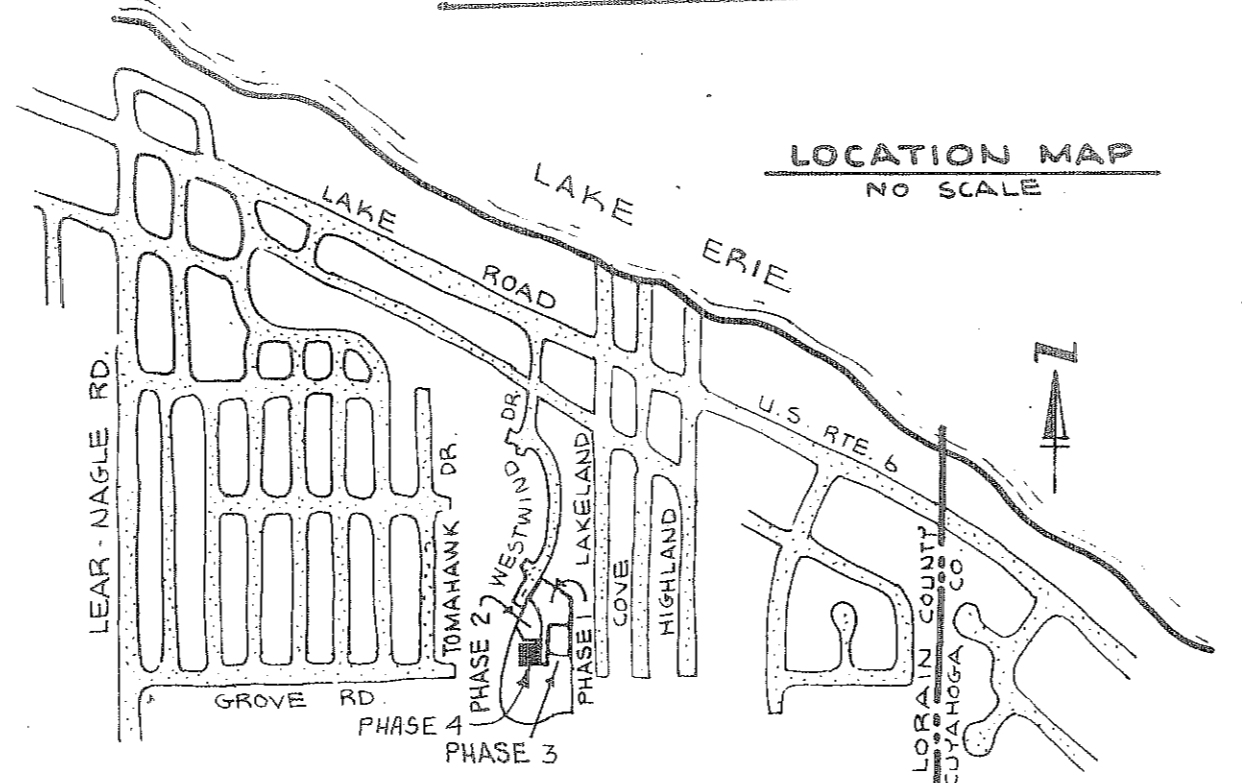 LOCATION MAP
NO SCALE
LAKE ERIE
LAKE ROAD
U.S. RTE. 6
N
LEAR-NAGLE RD.
TOMAHAWK DR.
WESTWIND DR.
LAKELAND
COVE
HIGHLAND
PHASE 2
PHASE 1
GROVE RD.
PHASE 4
PHASE 3
LORAIN COUNTY
CUYAHOGA CO